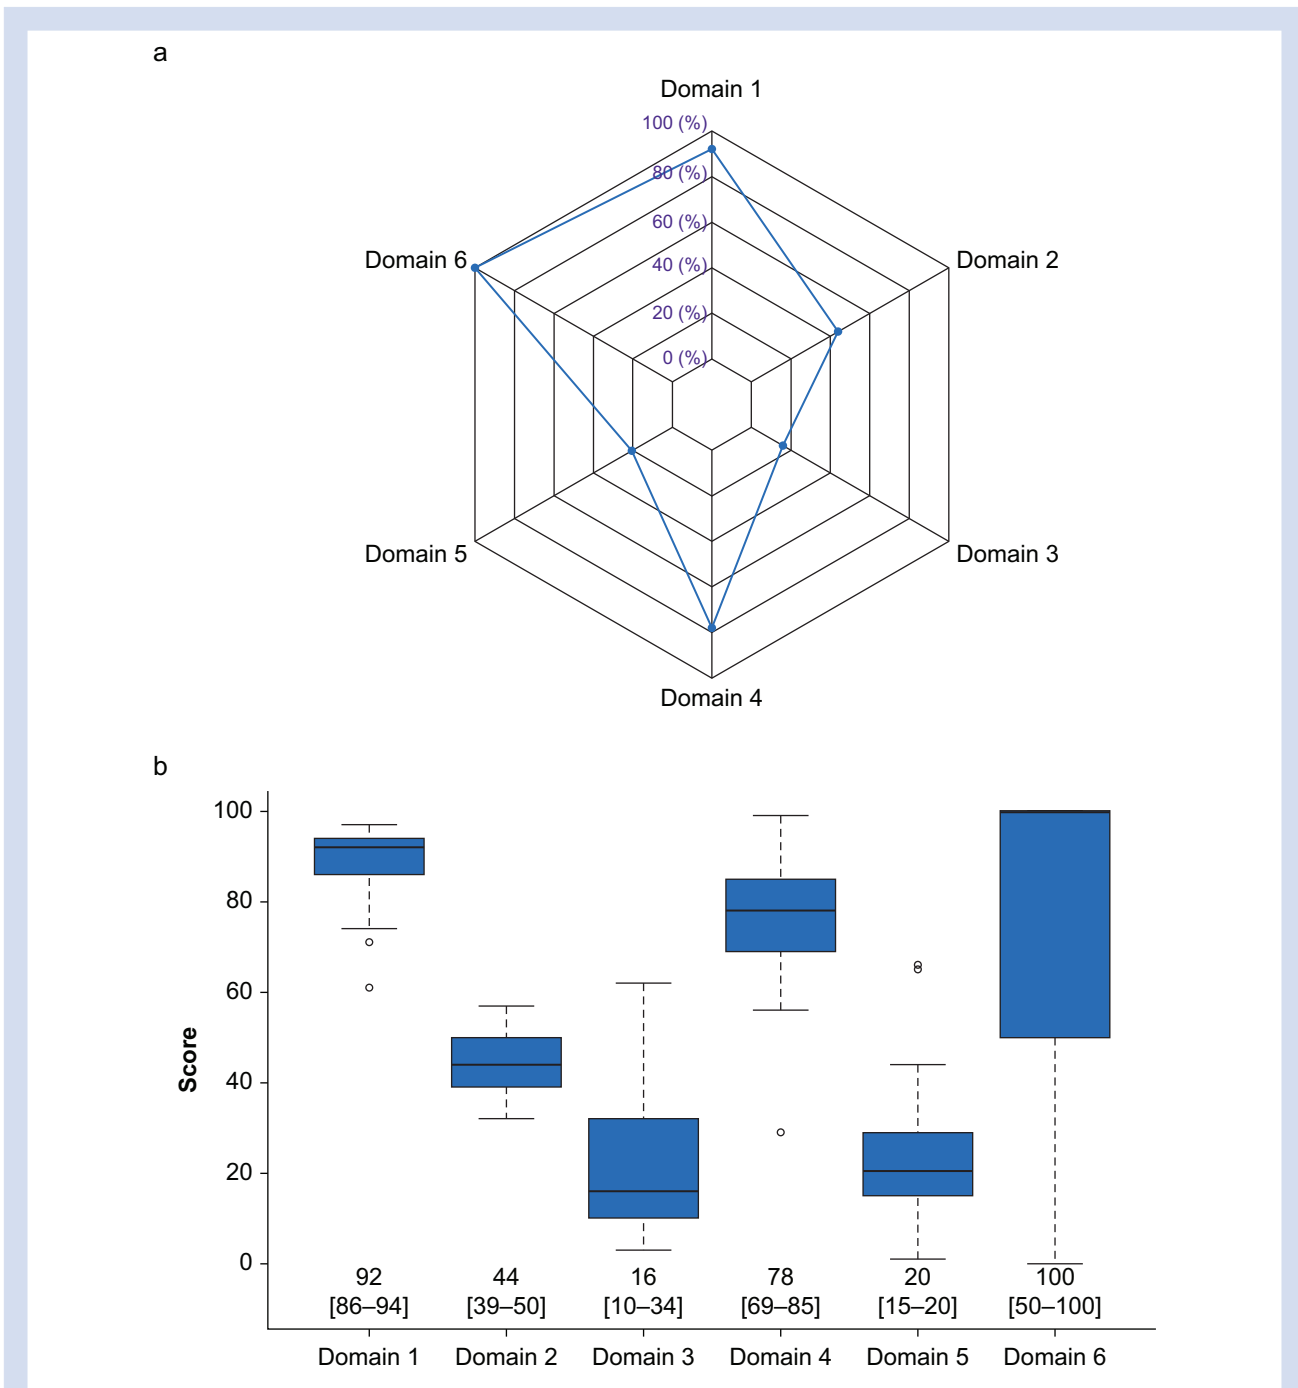 a
Domain 1
100 (%)
80 (%)
60 (%)
Domain 6
Domain 2
40 (%)
20 (%)
0 (%)
Domain 5
Domain 3
Domain 4
b
Score
100
80
60
40
20
0
92 44 16 78 20 100
[86–94] [39–50] [10–34] [69–85] [15–20] [50–100]
Domain 1 Domain 2 Domain 3 Domain 4 Domain 5 Domain 6